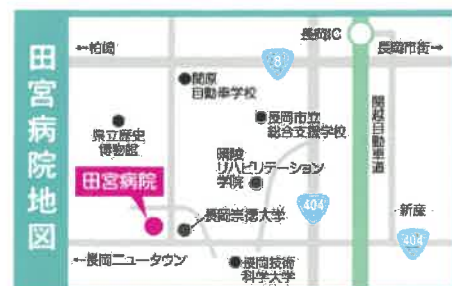 田宮病院地図
←柏崎
長岡IC
長岡市街→
8
関原
自動車学校
県立歴史
博物館
長岡市立
総合支援学校
晴陵
リハビリテーション
学院
関越自動車道
田宮病院
長岡崇徳大学
404
新産
404
←長岡ニュータウン
長岡技術
科学大学